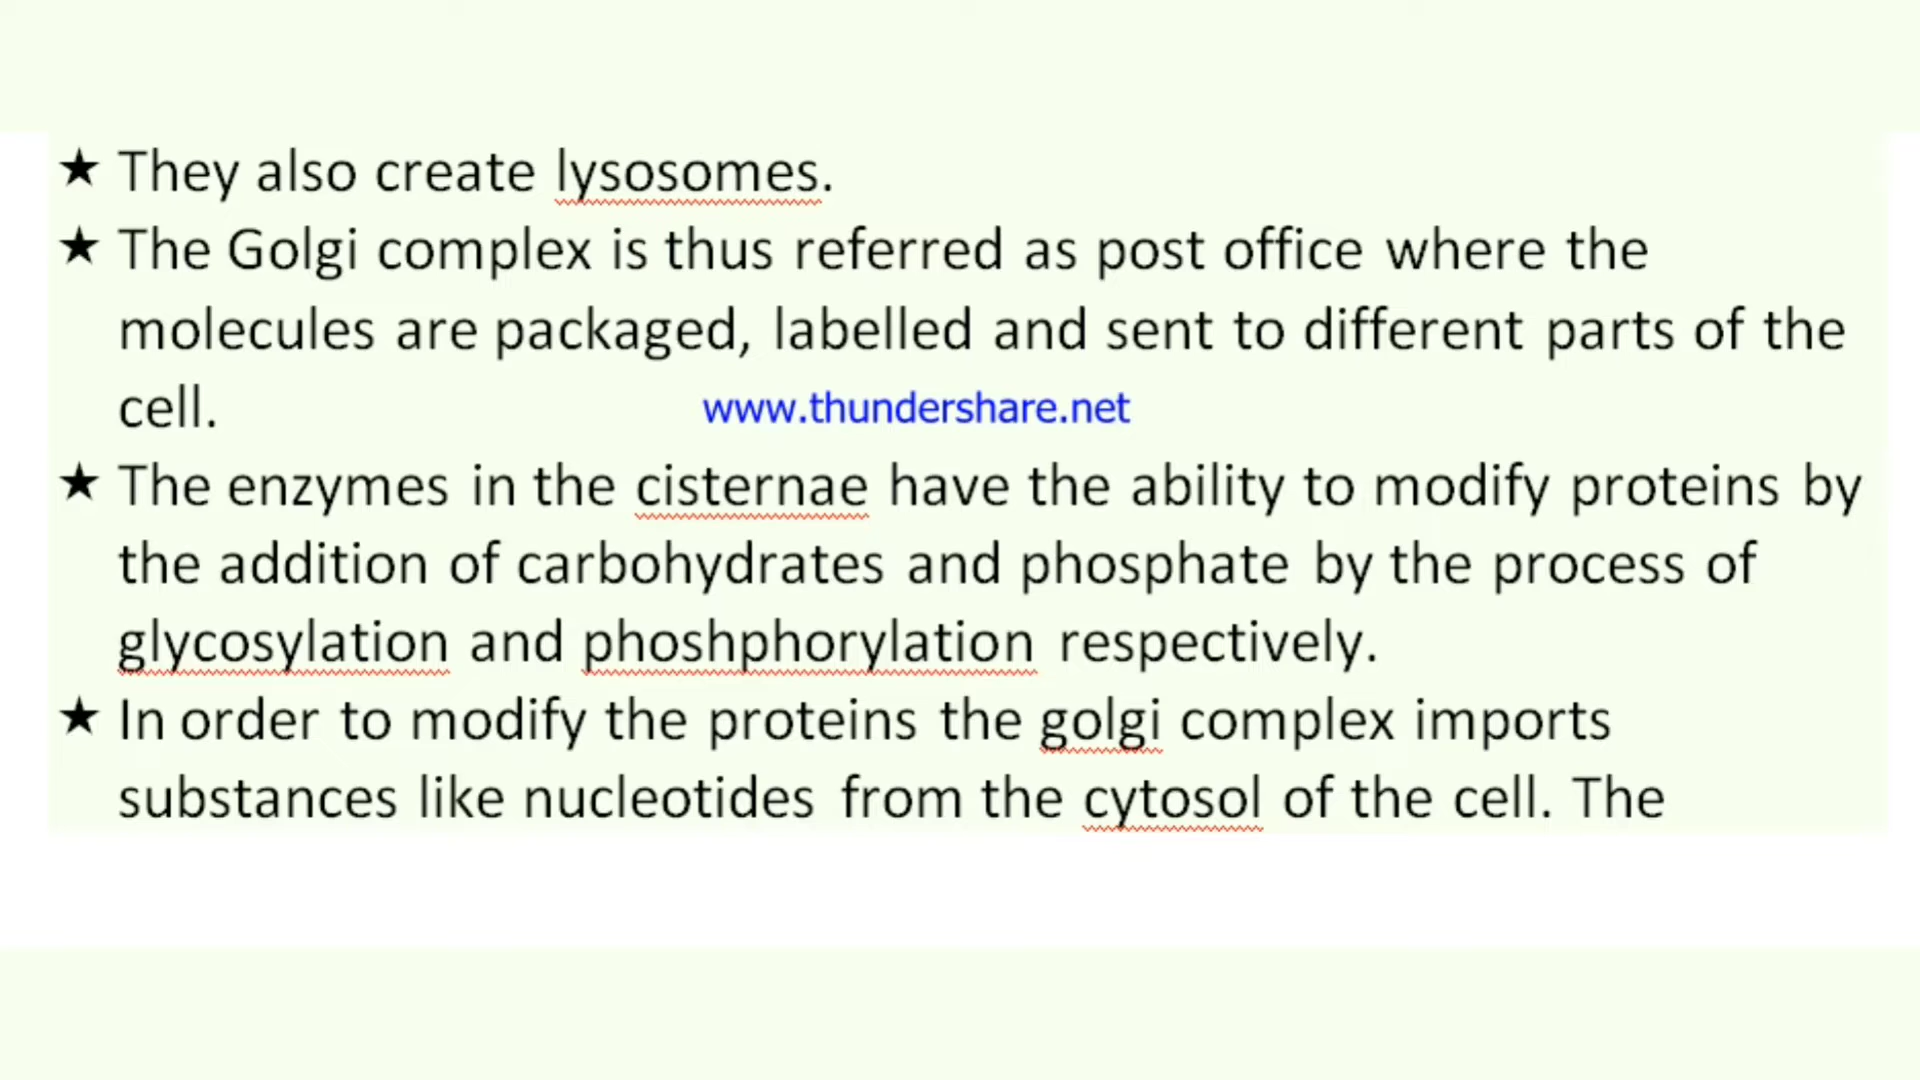 ★ They also create lysosomes.
★ The Golgi complex is thus referred as post office where the
molecules are packaged, labelled and sent to different parts of the
cell.
www.thundershare.net
★ The enzymes in the cisternae have the ability to modify proteins by
the addition of carbohydrates and phosphate by the process of
glycosylation and phoshphorylation respectively.
★ In order to modify the proteins the golgi complex imports
substances like nucleotides from the cytosol of the cell. The